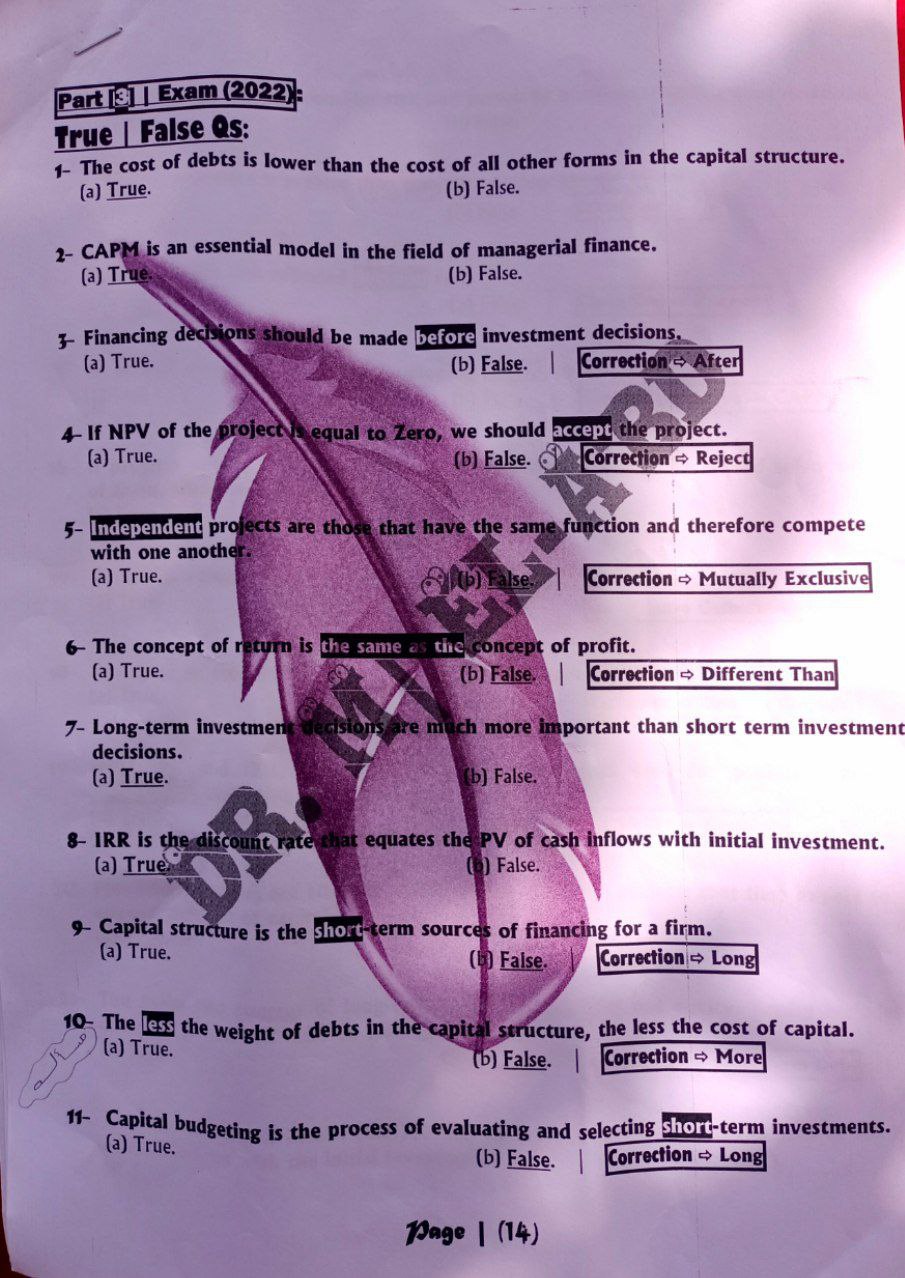 Part [3] | Exam (2022):
True | False Qs:
1- The cost of debts is lower than the cost of all other forms in the capital structure.
(a) True. (b) False.
2- CAPM is an essential model in the field of managerial finance.
(a) True. (b) False.
3- Financing decisions should be made before investment decisions.
(a) True. (b) False. | Correction ⇨ After
4- If NPV of the project is equal to Zero, we should accept the project.
(a) True. (b) False. | Correction ⇨ Reject
5- Independent projects are those that have the same function and therefore compete
with one another.
(a) True. (b) False. | Correction ⇨ Mutually Exclusive
6- The concept of return is the same as the concept of profit.
(a) True. (b) False. | Correction ⇨ Different Than
7- Long-term investment decisions are much more important than short term investment
decisions.
(a) True. (b) False.
8- IRR is the discount rate that equates the PV of cash inflows with initial investment.
(a) True. (b) False.
9- Capital structure is the short-term sources of financing for a firm.
(a) True. (b) False. | Correction ⇨ Long
10- The less the weight of debts in the capital structure, the less the cost of capital.
(a) True. (b) False. | Correction ⇨ More
11- Capital budgeting is the process of evaluating and selecting short-term investments.
(a) True. (b) False. | Correction ⇨ Long
Page | (14)